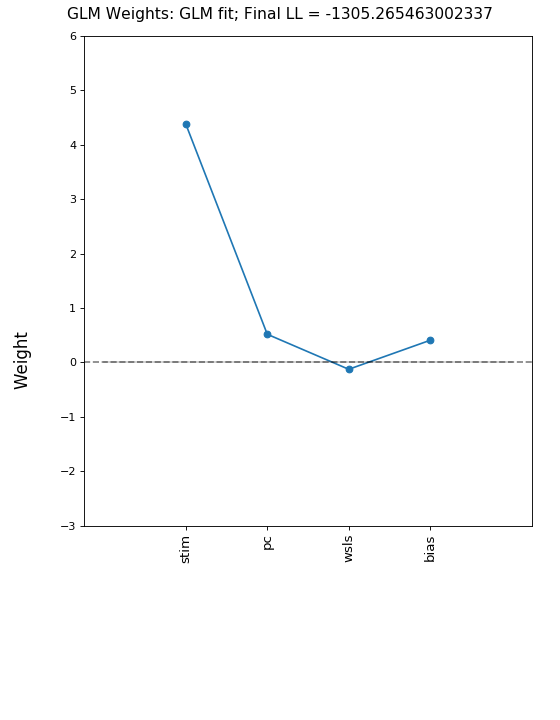 GLM Weights: GLM fit; Final LL = -1305.265463002337
6
5
4
3
2
1
0
−1
−2
−3
Weight
stim
pc
wsls
bias